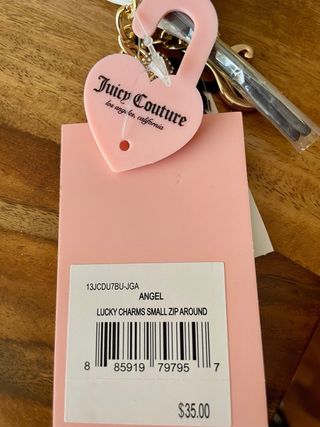 Juicy Couture
los angeles, california
13JCDU7BU-JGA
ANGEL
LUCKY CHARMS SMALL ZIP AROUND
8 85919 79795 7
$35.00